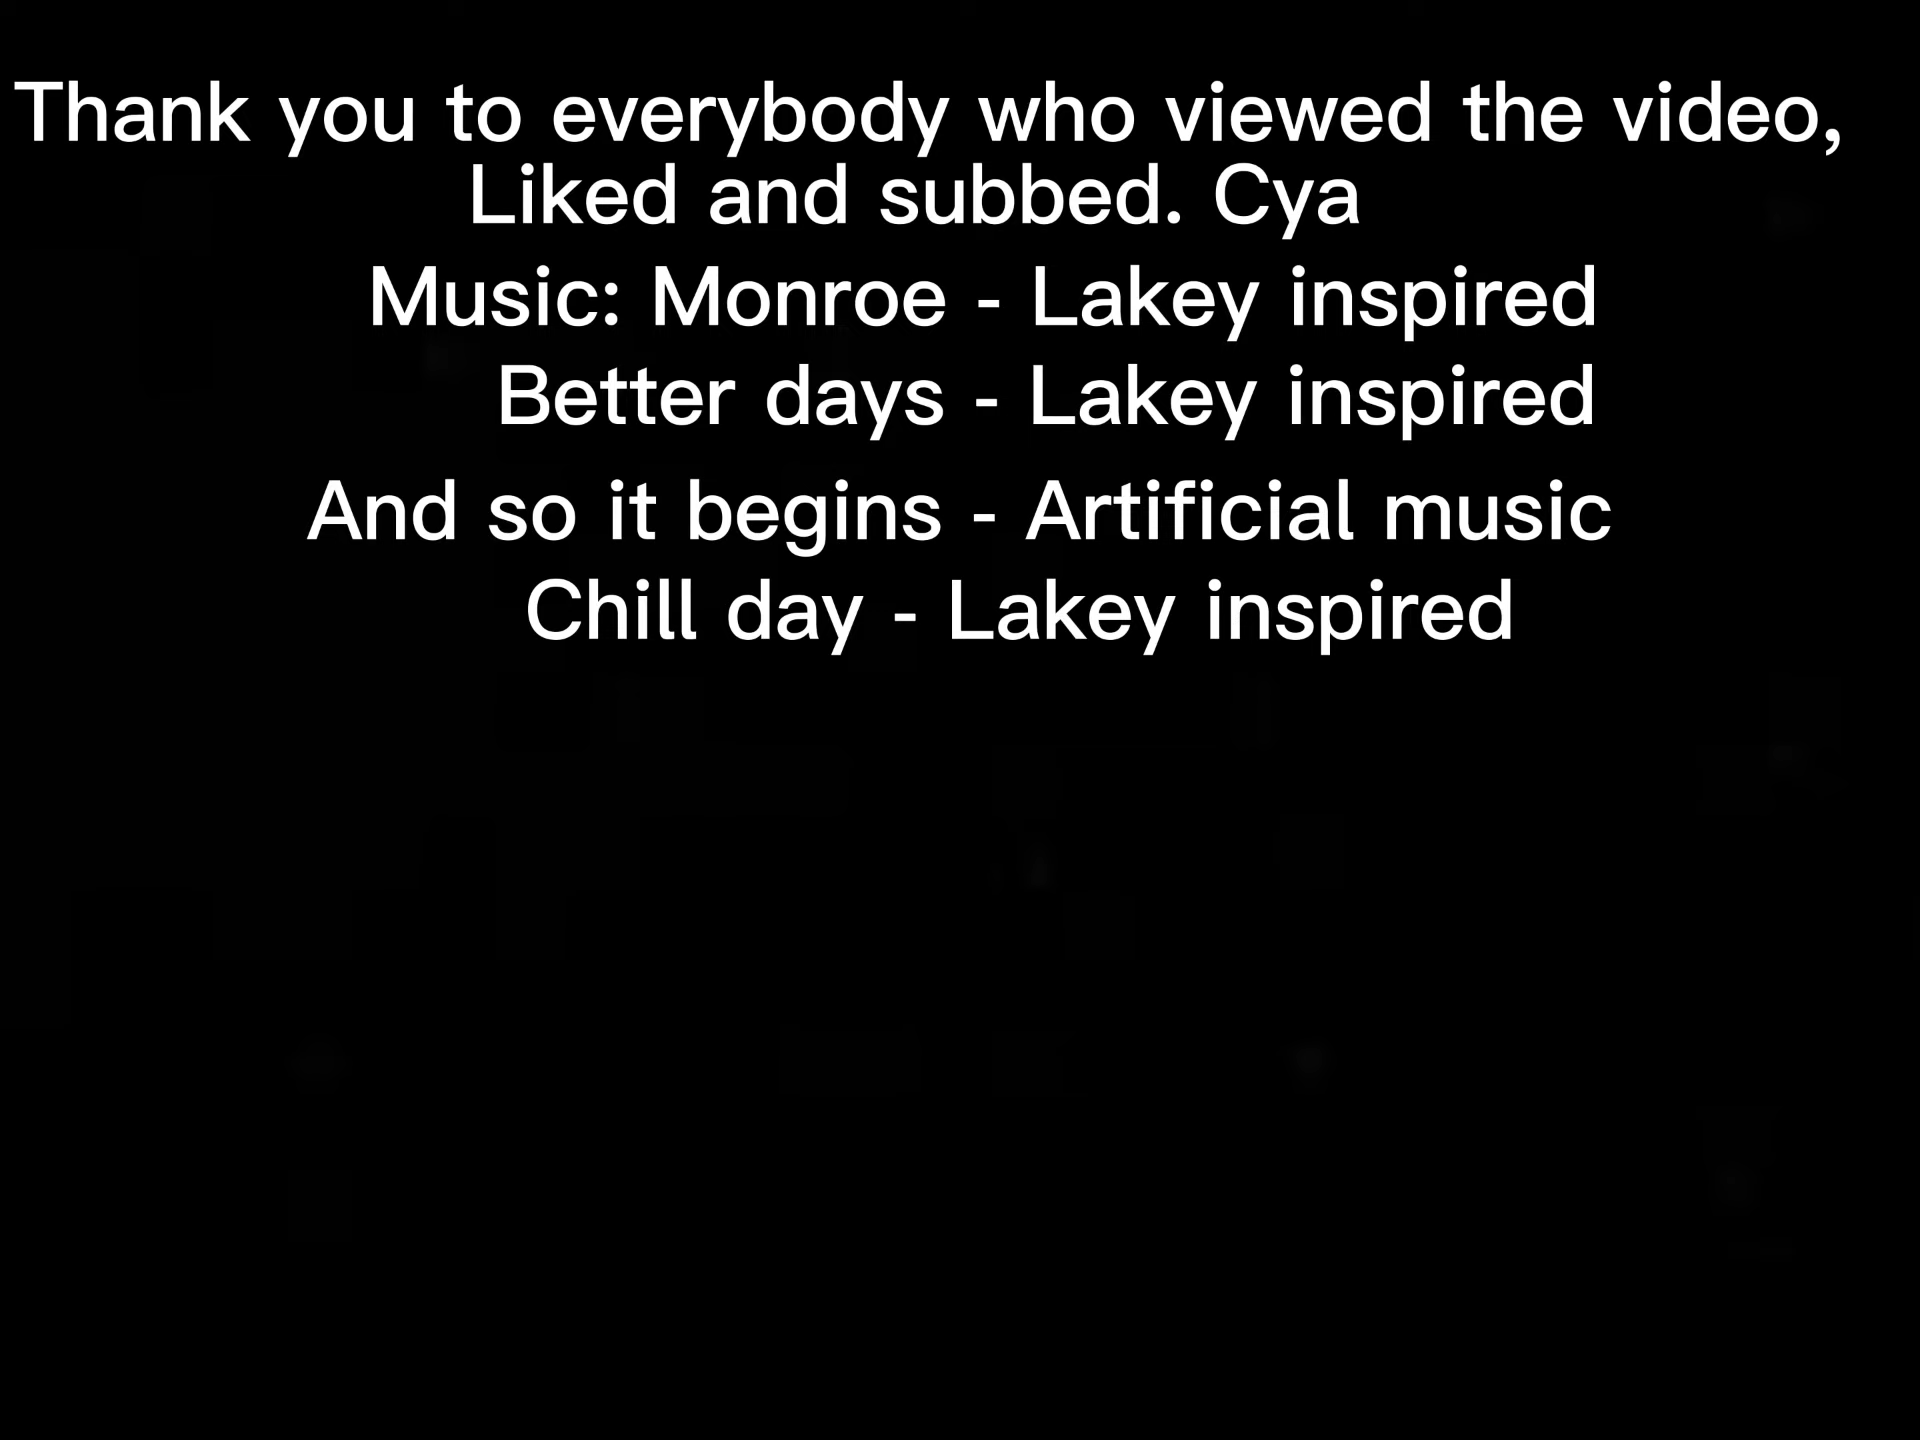 Thank you to everybody who viewed the video,
Liked and subbed. Cya
Music: Monroe - Lakey inspired
Better days - Lakey inspired
And so it begins - Artificial music
Chill day - Lakey inspired